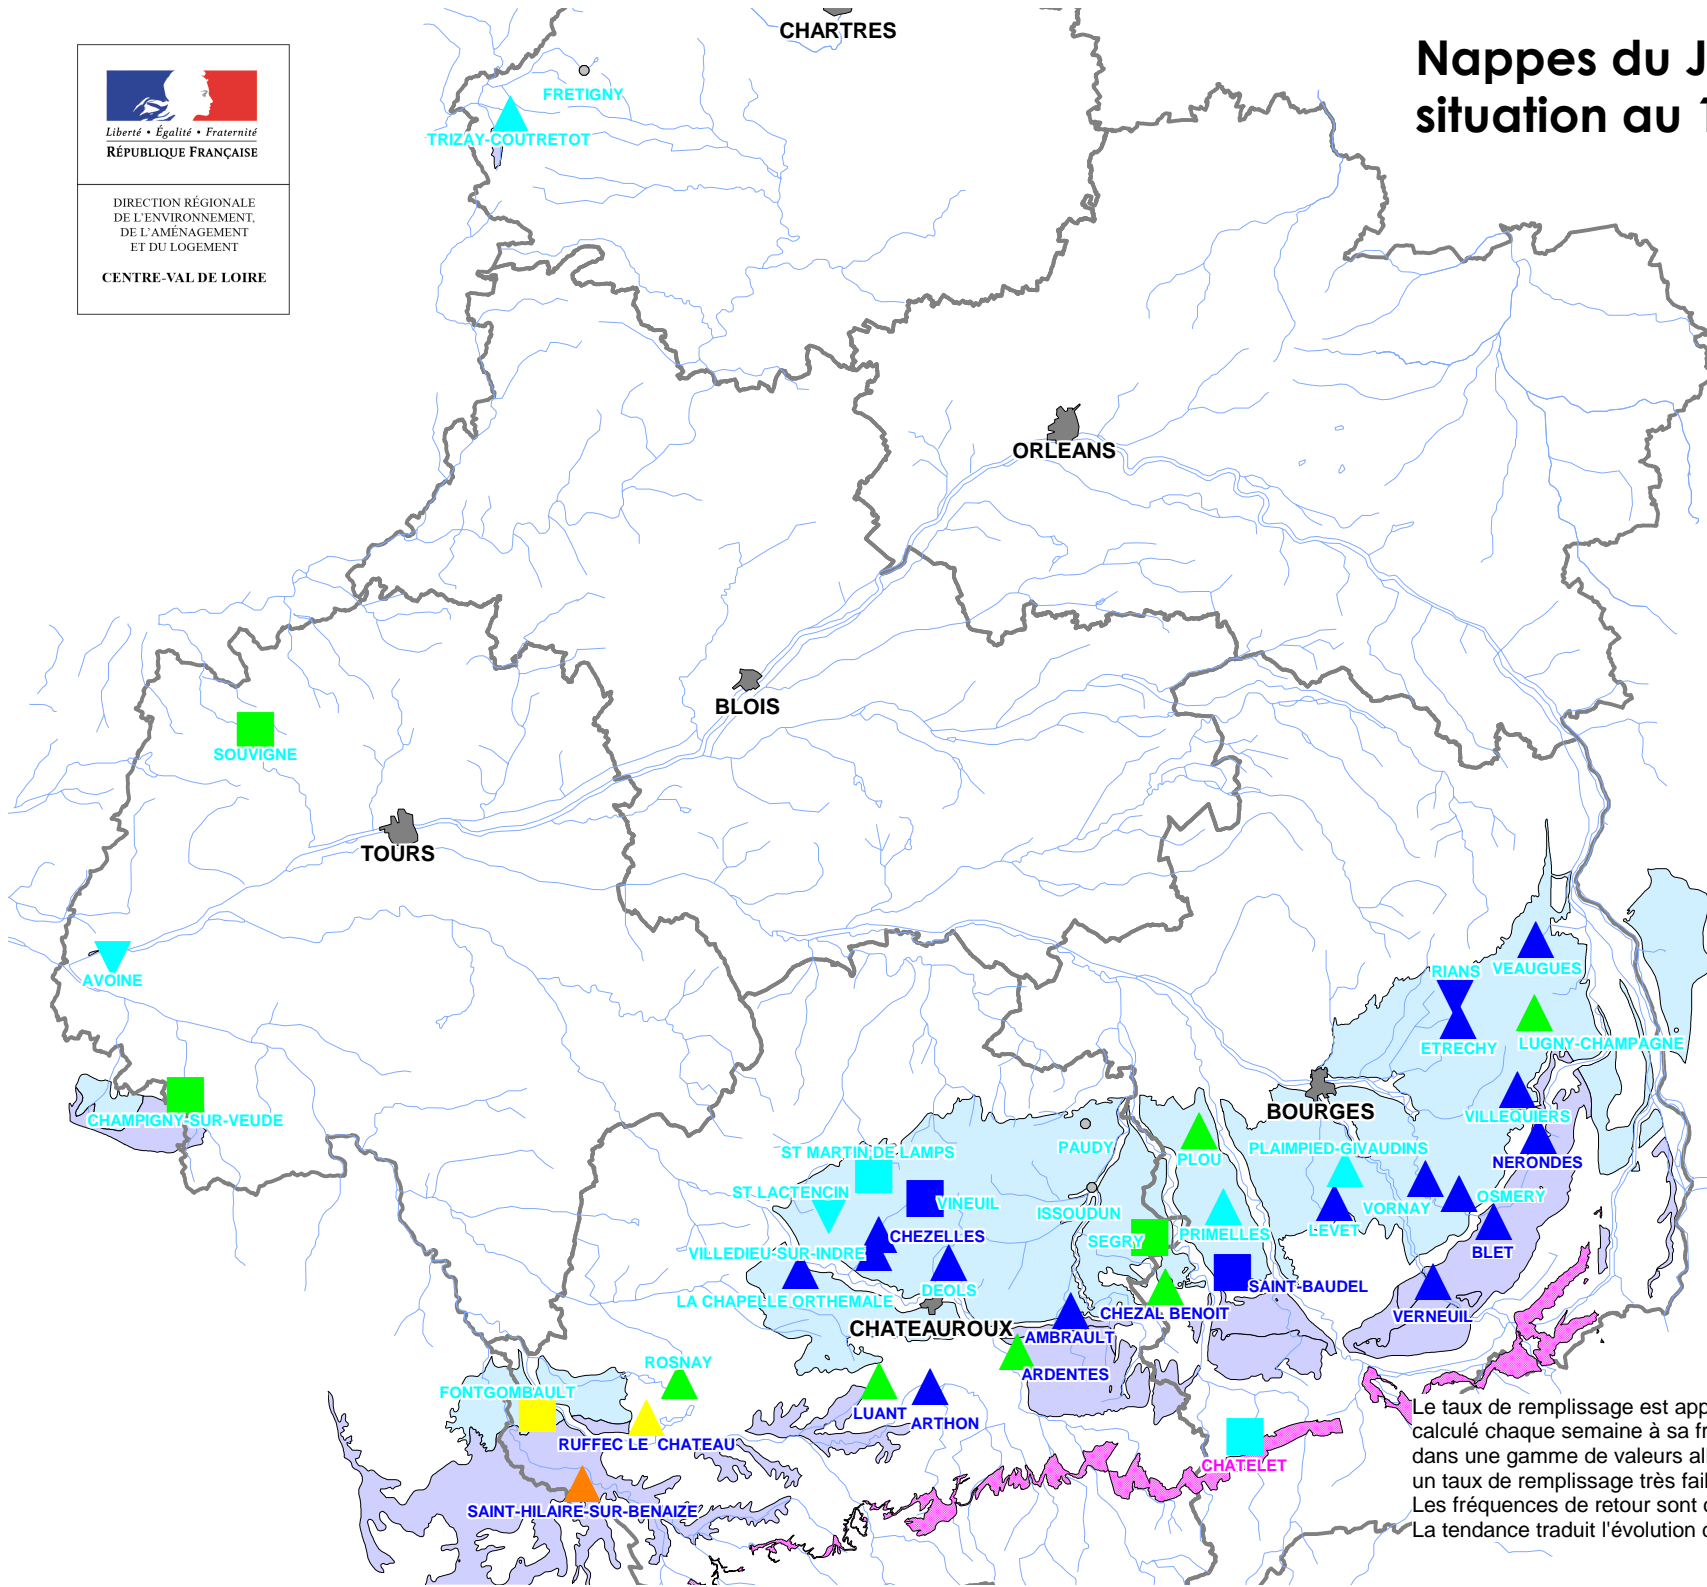 CHARTRES
Nappes du J
situation au 1
Liberté • Égalité • Fraternité
RÉPUBLIQUE FRANÇAISE
DIRECTION RÉGIONALE
DE L'ENVIRONNEMENT,
DE L'AMÉNAGEMENT
ET DU LOGEMENT
CENTRE-VAL DE LOIRE
FRETIGNY
TRIZAY-COUTRETOT
ORLEANS
BLOIS
SOUVIGNE
TOURS
AVOINE
RIANS
VEAUGUES
ETRECHY
LUGNY-CHAMPAGNE
CHAMPIGNY-SUR-VEUDE
BOURGES
VILLEQUIERS
PAUDY
PLOU
PLAIMPIED-GIVAUDINS
NERONDES
ST MARTIN DE LAMPS
ST LACTENCIN
VINEUIL
ISSOUDUN
VORNAY
OSMERY
CHEZELLES
SEGRY
PRIMELLES
LEVET
BLET
VILLEDIEU-SUR-INDRE
DEOLS
SAINT-BAUDEL
LA CHAPELLE ORTHEMALE
CHEZAL BENOIT
VERNEUIL
CHATEAUROUX
AMBRAULT
ROSNAY
ARDENTES
FONTGOMBAULT
LUANT
ARTHON
RUFFEC LE CHATEAU
CHATELET
SAINT-HILAIRE-SUR-BENAIZE
Le taux de remplissage est app
calculé chaque semaine à sa fr
dans une gamme de valeurs all
un taux de remplissage très faib
Les fréquences de retour sont c
La tendance traduit l'évolution d